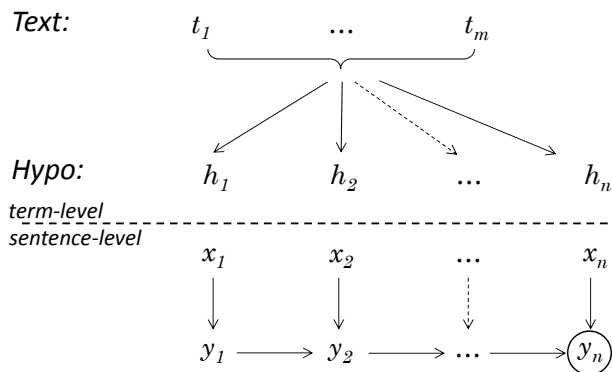 Text: t1 ... tm
Hypo: h1 h2 ... hn
term-level
sentence-level
x1 x2 ... xn
y1 y2 ... yn